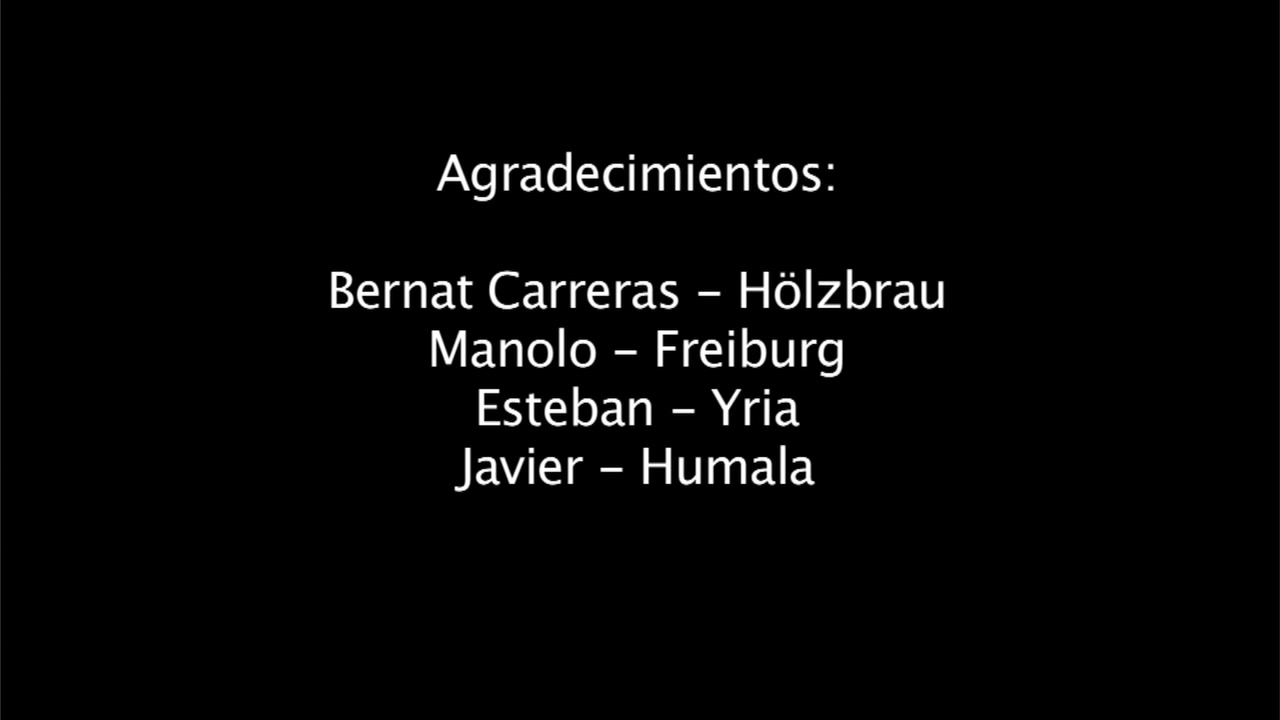 Agradecimientos:
Bernat Carreras – Hölzbrau
Manolo – Freiburg
Esteban – Yria
Javier – Humala